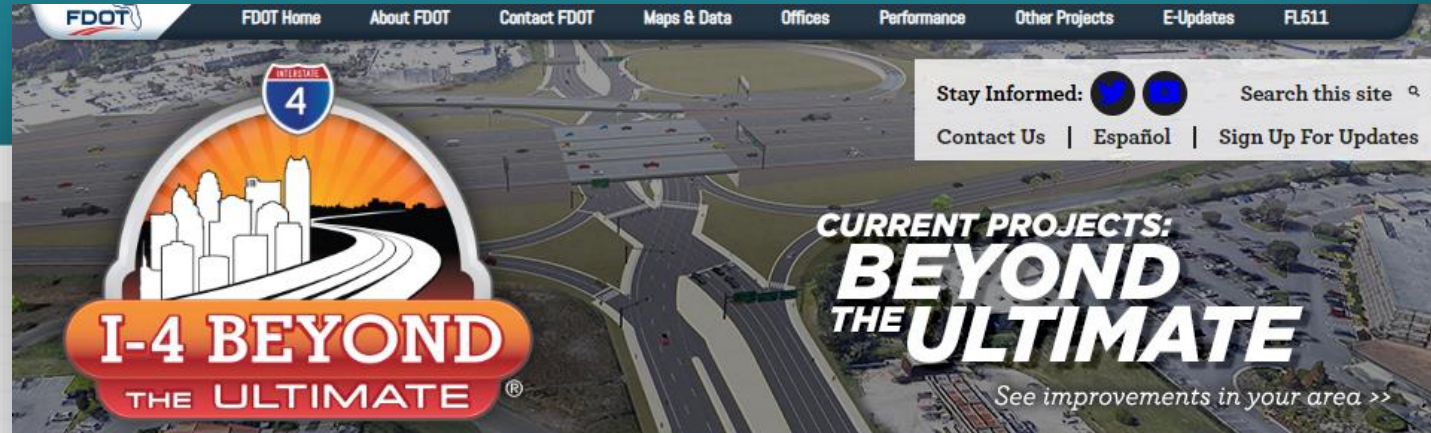 FDOT FDOT Home About FDOT Contact FDOT Maps & Data Offices Performance Other Projects E-Updates FL511
Stay Informed: Search this site
Contact Us | Español | Sign Up For Updates
INTERSTATE
4
I-4 BEYOND
THE ULTIMATE ®
CURRENT PROJECTS:
BEYOND
THE ULTIMATE
See improvements in your area >>